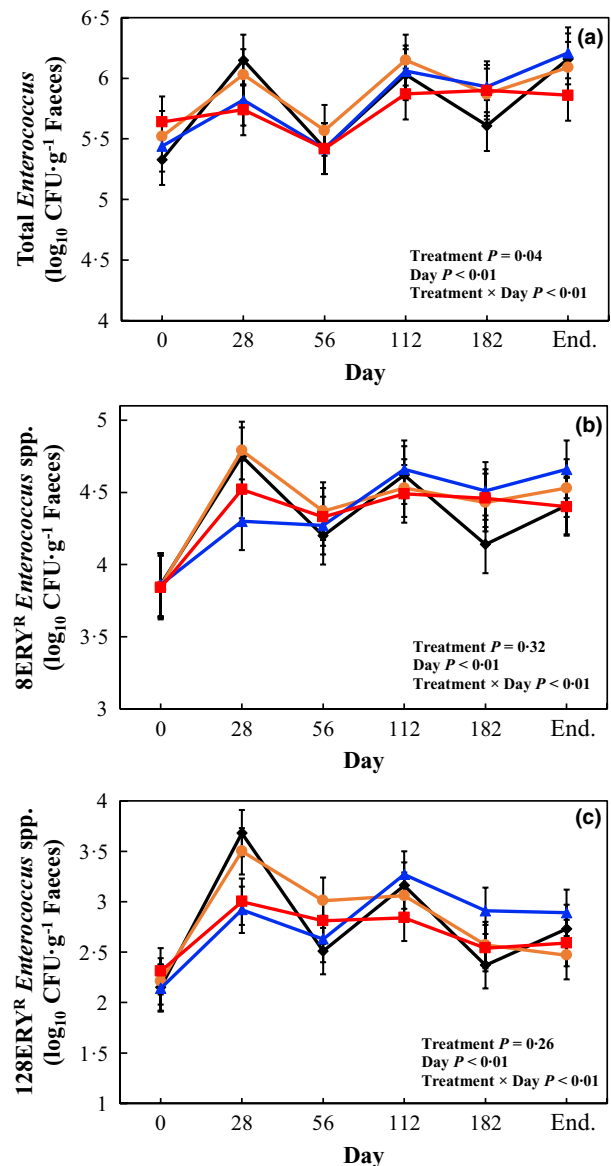 (a)
Total Enterococcus
(log₁₀ CFU·g⁻¹ Faeces)
6·5
6
5·5
5
4·5
4
Treatment P = 0·04
Day P < 0·01
Treatment × Day P < 0·01
0 28 56 112 182 End.
Day
(b)
8ERYᴿ Enterococcus spp.
(log₁₀ CFU·g⁻¹ Faeces)
5
4·5
4
3·5
3
Treatment P = 0·32
Day P < 0·01
Treatment × Day P < 0·01
0 28 56 112 182 End.
Day
(c)
128ERYᴿ Enterococcus spp.
(log₁₀ CFU·g⁻¹ Faeces)
4
3·5
3
2·5
2
1·5
1
Treatment P = 0·26
Day P < 0·01
Treatment × Day P < 0·01
0 28 56 112 182 End.
Day